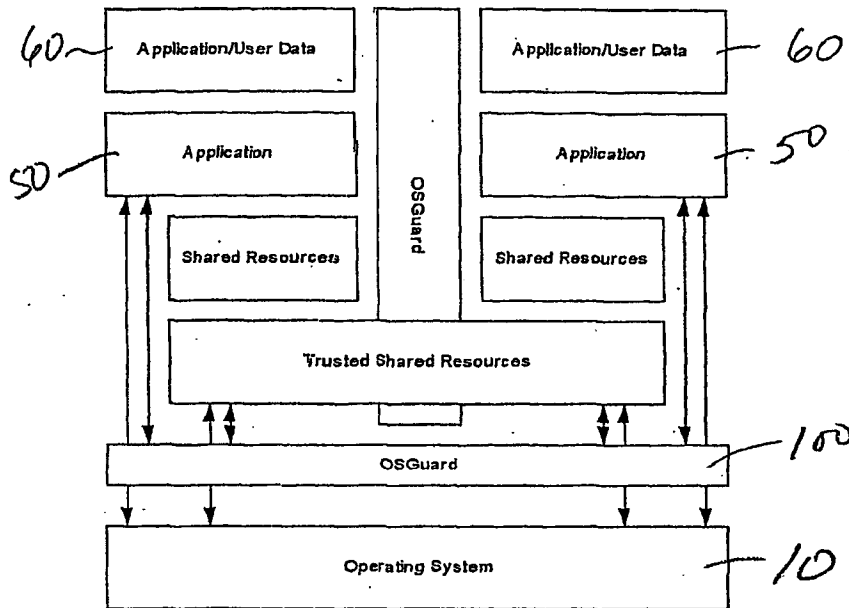 60 Application/User Data Application/User Data 60
50 Application Application 50
OSGuard
Shared Resources Shared Resources
Trusted Shared Resources
OSGuard 100
Operating System 10